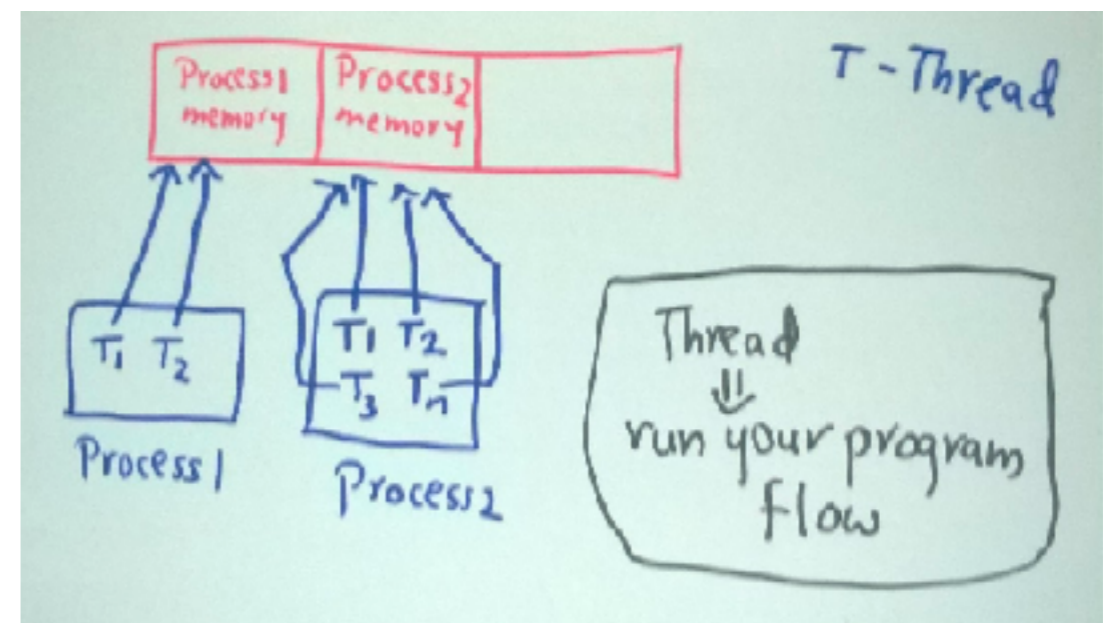 Process1
memory
Process2
memory
T - Thread
T1 T2
Process1
T1 T2
T3 Tn
Process2
Thread
⇓
run your program
flow